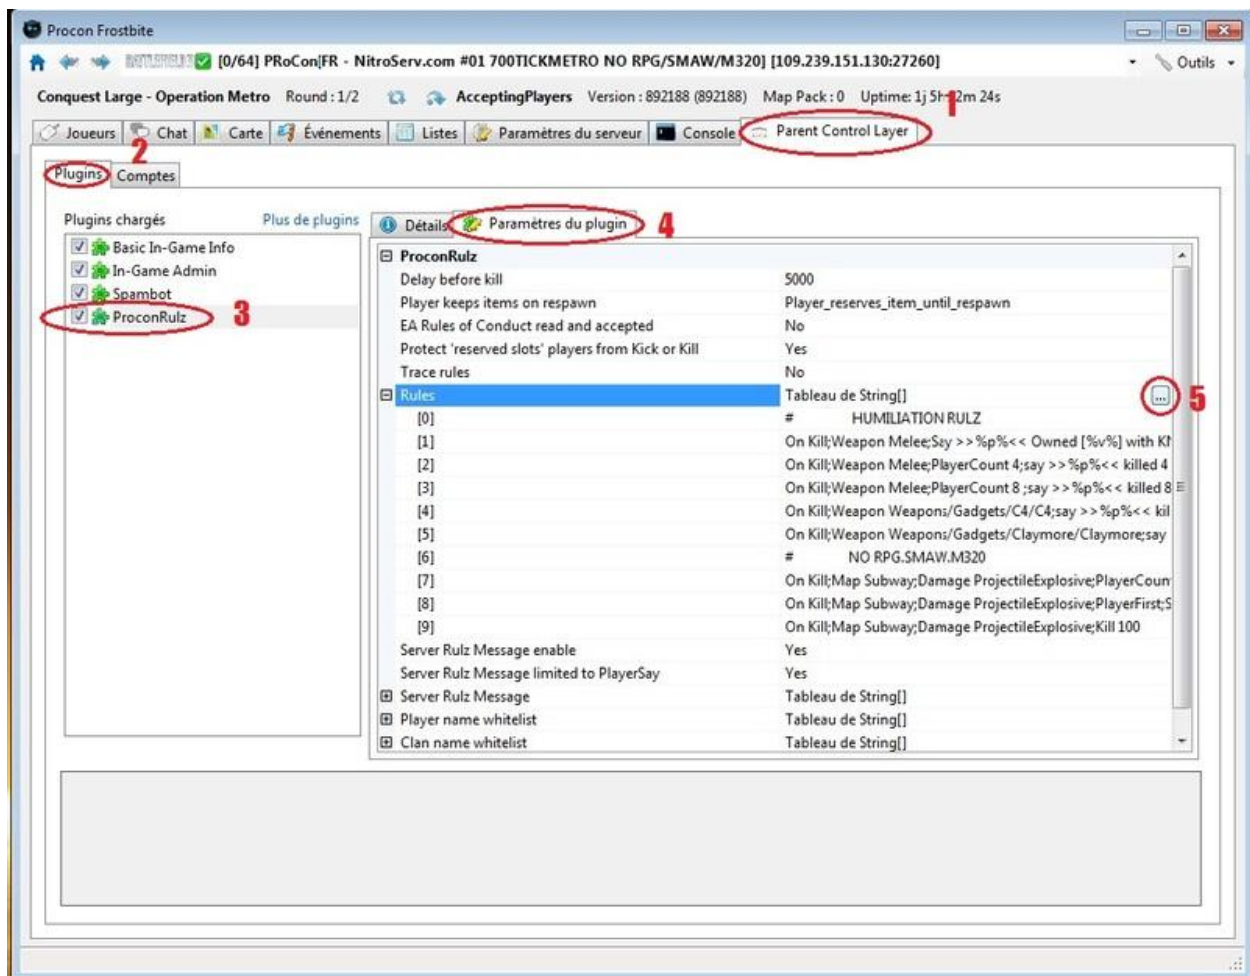 Procon Frostbite
[0/64] PRoCon[FR - NitroServ.com #01 700TICKMETRO NO RPG/SMAW/M320] [109.239.151.130:27260]
Outils
Conquest Large - Operation Metro Round : 1/2 AcceptingPlayers Version : 892188 (892188) Map Pack : 0 Uptime: 1j 5h 2m 24s
1
Joueurs Chat Carte Événements Listes Paramètres du serveur Console Parent Control Layer
2
Plugins Comptes
Plugins chargés Plus de plugins
Détails Paramètres du plugin 4
Basic In-Game Info
In-Game Admin
Spambot
ProconRulz 3
ProconRulz
Delay before kill 5000
Player keeps items on respawn Player_reserves_item_until_respawn
EA Rules of Conduct read and accepted No
Protect 'reserved slots' players from Kick or Kill Yes
Trace rules No
Rules Tableau de String[] ... 5
[0] # HUMILIATION RULZ
[1] On Kill;Weapon Melee;Say >>%p%<< Owned [%v%] with
[2] On Kill;Weapon Melee;PlayerCount 4;say >>%p%<< killed 4
[3] On Kill;Weapon Melee;PlayerCount 8 ;say >>%p%<< killed 8
[4] On Kill;Weapon Weapons/Gadgets/C4/C4;say >>%p%<< kil
[5] On Kill;Weapon Weapons/Gadgets/Claymore/Claymore;say
[6] # NO RPG.SMAW.M320
[7] On Kill;Map Subway;Damage ProjectileExplosive;PlayerCoun
[8] On Kill;Map Subway;Damage ProjectileExplosive;PlayerFirst;S
[9] On Kill;Map Subway;Damage ProjectileExplosive;Kill 100
Server Rulz Message enable Yes
Server Rulz Message limited to PlayerSay Yes
Server Rulz Message Tableau de String[]
Player name whitelist Tableau de String[]
Clan name whitelist Tableau de String[]